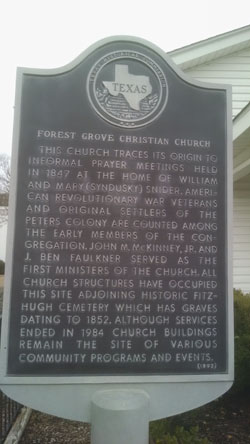 TEXAS
FOREST GROVE CHRISTIAN CHURCH
THIS CHURCH TRACES ITS ORIGIN TO
INFORMAL PRAYER MEETINGS HELD
IN 1847 AT THE HOME OF WILLIAM
AND MARY (SYNDUSKY) SNIDER. AMERI-
CAN REVOLUTIONARY WAR VETERANS
AND ORIGINAL SETTLERS OF THE
PETERS COLONY ARE COUNTED AMONG
THE EARLY MEMBERS OF THE CON-
GREGATION. JOHN M. McKINNEY, JR. AND
J. BEN FAULKNER SERVED AS THE
FIRST MINISTERS OF THE CHURCH. ALL
CHURCH STRUCTURES HAVE OCCUPIED
THIS SITE ADJOINING HISTORIC FITZ-
HUGH CEMETERY WHICH HAS GRAVES
DATING TO 1852. ALTHOUGH SERVICES
ENDED IN 1984 CHURCH BUILDINGS
REMAIN THE SITE OF VARIOUS
COMMUNITY PROGRAMS AND EVENTS.